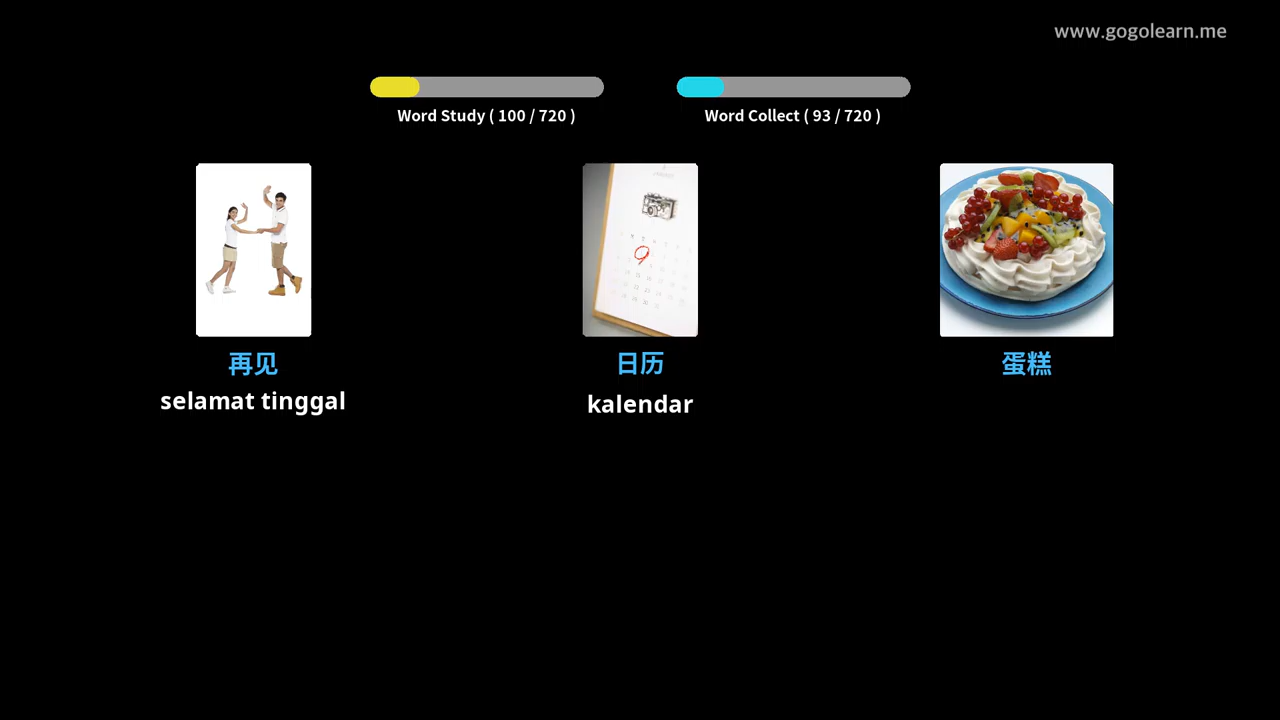 www.gogolearn.me
Word Study ( 100 / 720 )
Word Collect ( 93 / 720 )
再见
日历
蛋糕
selamat tinggal
kalendar